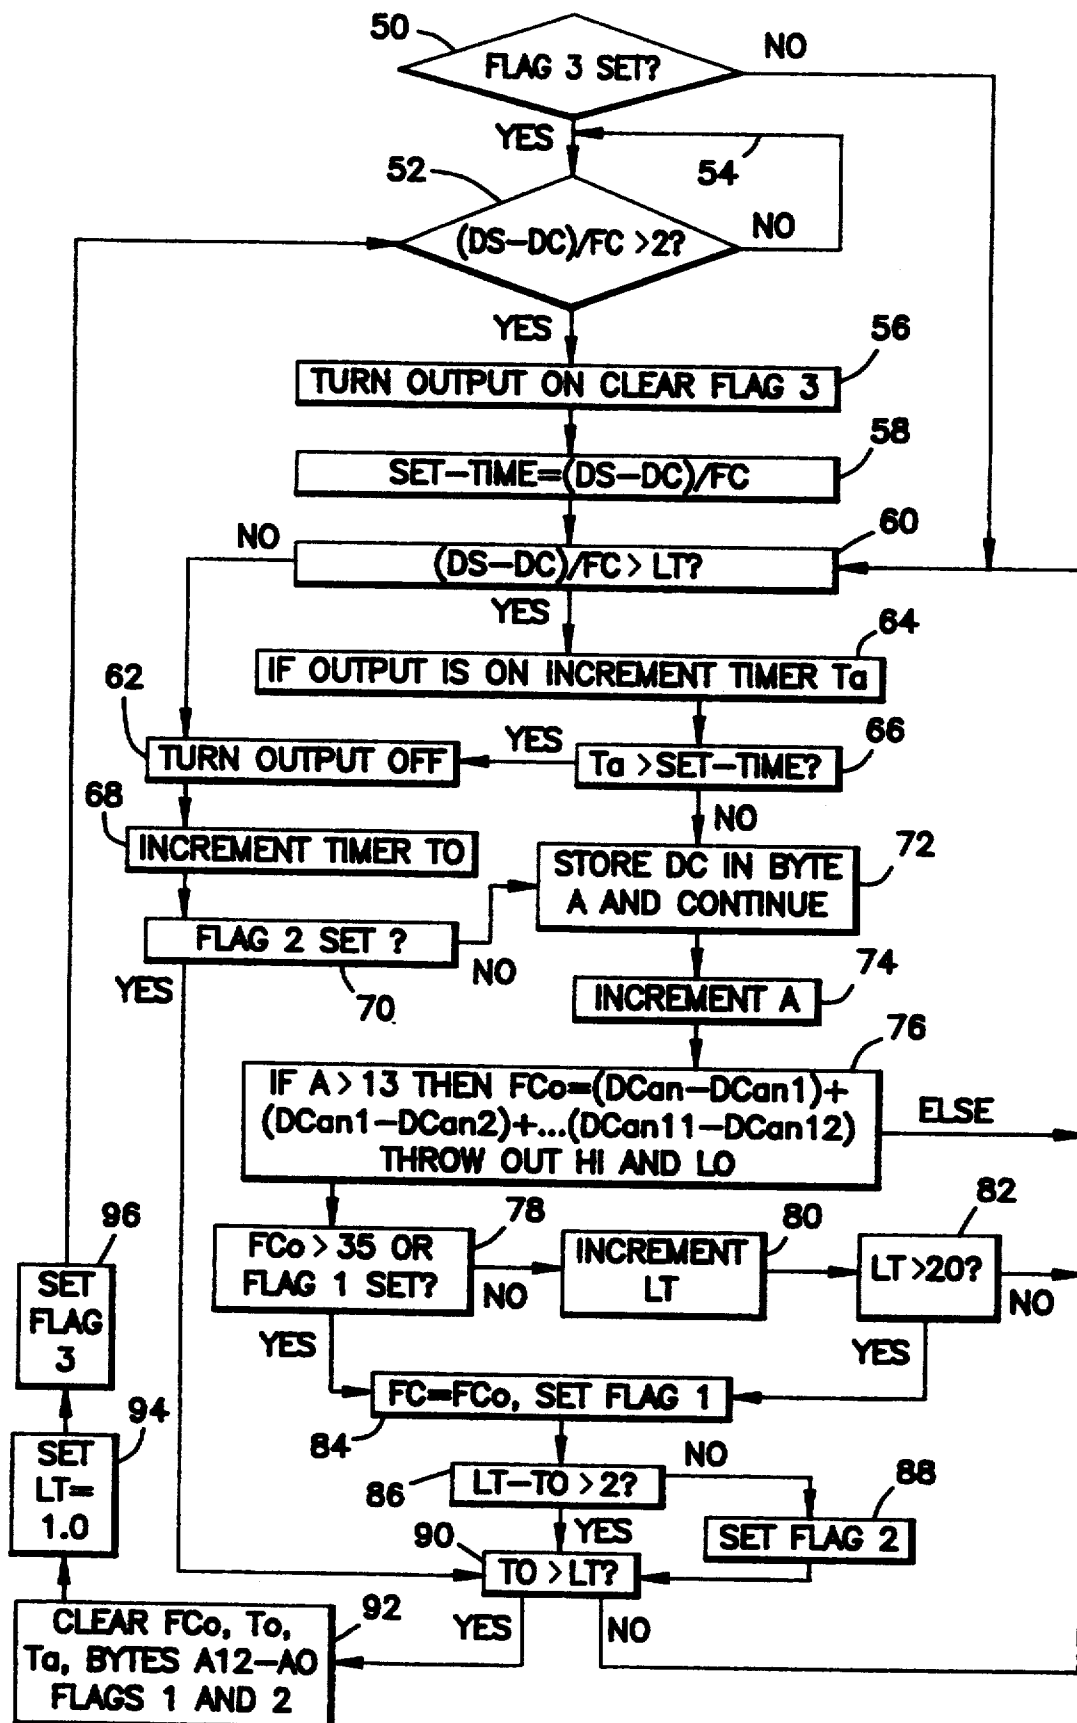 50
FLAG 3 SET?
NO
YES
54
52
(DS-DC)/FC >2?
NO
YES
56
TURN OUTPUT ON CLEAR FLAG 3
58
SET-TIME=(DS-DC)/FC
NO
60
(DS-DC)/FC > LT?
YES
64
IF OUTPUT IS ON INCREMENT TIMER Ta
62
YES
66
TURN OUTPUT OFF
Ta >SET-TIME?
68
NO
INCREMENT TIMER TO
72
STORE DC IN BYTE
A AND CONTINUE
FLAG 2 SET ?
NO
YES
70
74
INCREMENT A
76
IF A > 13 THEN FCo=(DCan-DCan1)+
(DCan1-DCan2)+...(DCan11-DCan12)
THROW OUT HI AND LO
ELSE
96
78
80
82
FCo > 35 OR
FLAG 1 SET?
INCREMENT
LT
LT >20?
NO
NO
SET
FLAG
3
YES
YES
FC=FCo, SET FLAG 1
94
84
SET
LT=
1.0
NO
86
LT-TO >2?
88
YES
SET FLAG 2
90
TO >LT?
92
YES
NO
CLEAR FCo, To,
Ta, BYTES A12-AO
FLAGS 1 AND 2